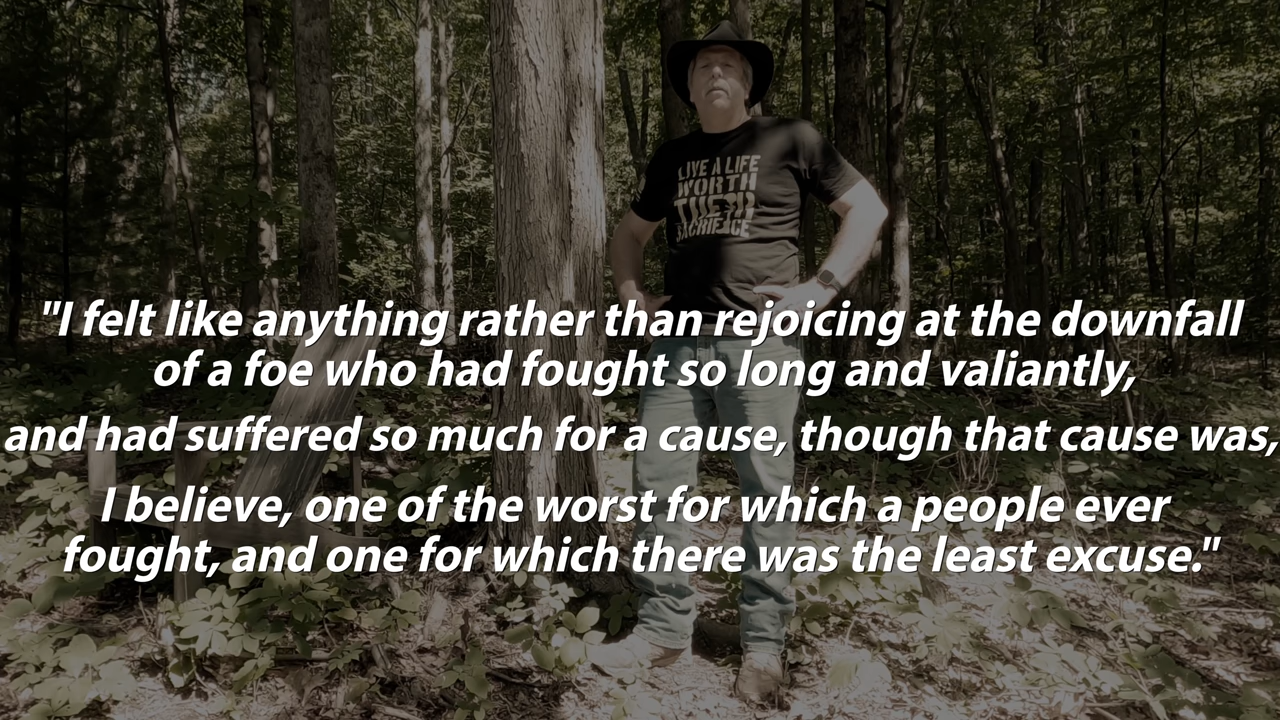 LIVE A LIFE
WORTH
THEIR
SACRIFICE
"I felt like anything rather than rejoicing at the downfall
of a foe who had fought so long and valiantly,
and had suffered so much for a cause, though that cause was,
I believe, one of the worst for which a people ever
fought, and one for which there was the least excuse."